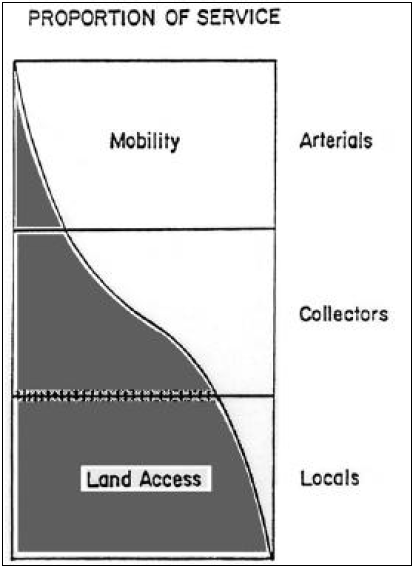 PROPORTION OF SERVICE
Mobility
Arterials
Collectors
Land Access
Locals